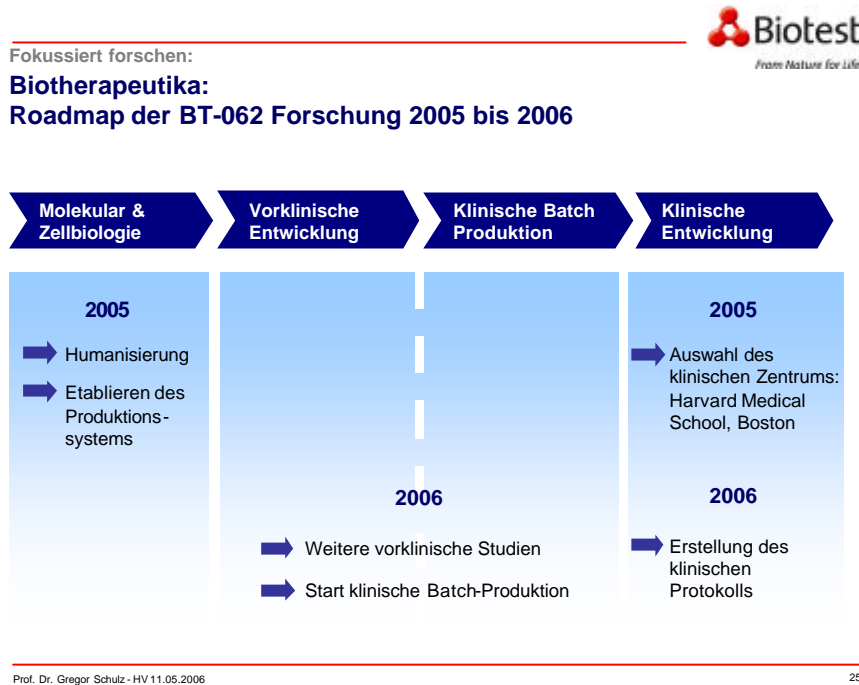 Biotest
From Nature for Life
Fokussiert forschen:
Biotherapeutika:
Roadmap der BT-062 Forschung 2005 bis 2006
Molekular &
Zellbiologie
Vorklinische
Entwicklung
Klinische Batch
Produktion
Klinische
Entwicklung
2005
Humanisierung
Etablieren des
Produktions-
systems
2006
Weitere vorklinische Studien
Start klinische Batch-Produktion
2005
Auswahl des
klinischen Zentrums:
Harvard Medical
School, Boston
2006
Erstellung des
klinischen
Protokolls
Prof. Dr. Gregor Schulz - HV 11.05.2006
25